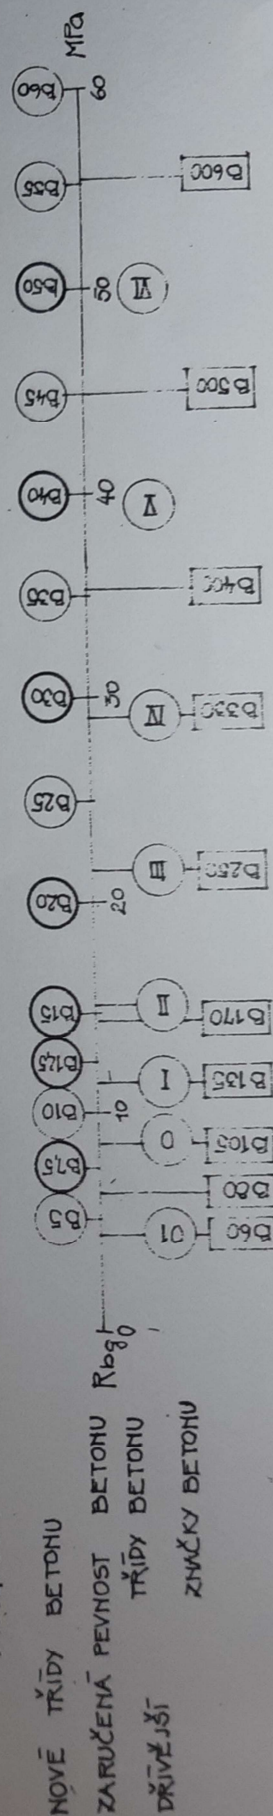 NOVÉ TŘÍDY BETONU B5 B7,5 B10 B12,5 B15 B20 B25 B30 B35 B40 B45 B50 B55 B60
ZARUČENÁ PEVNOST BETONU Rbg 0 10 20 30 40 50 60 MPa
DŘÍVĚJŠÍ TŘÍDY BETONU 01 0 I II III IV V VI
ZNAČKY BETONU B60 B80 B105 B135 B170 B250 B330 B400 B500 B600